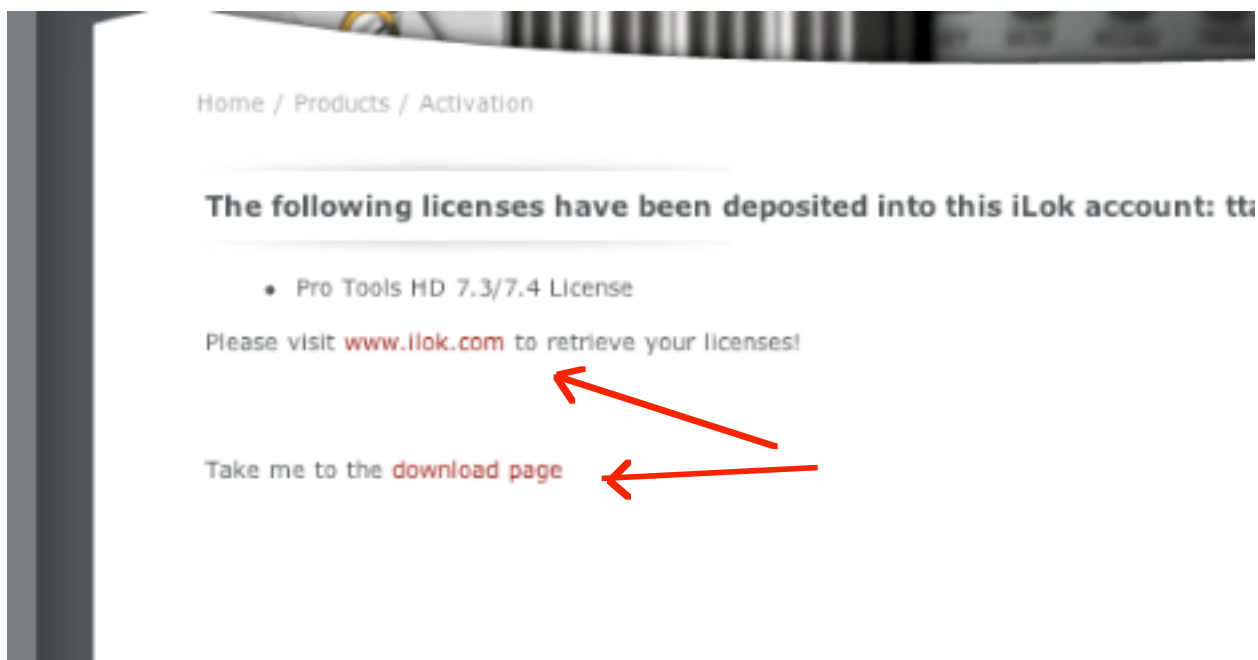 Home / Products / Activation
The following licenses have been deposited into this iLok account: tta
• Pro Tools HD 7.3/7.4 License
Please visit www.ilok.com to retrieve your licenses!
Take me to the download page